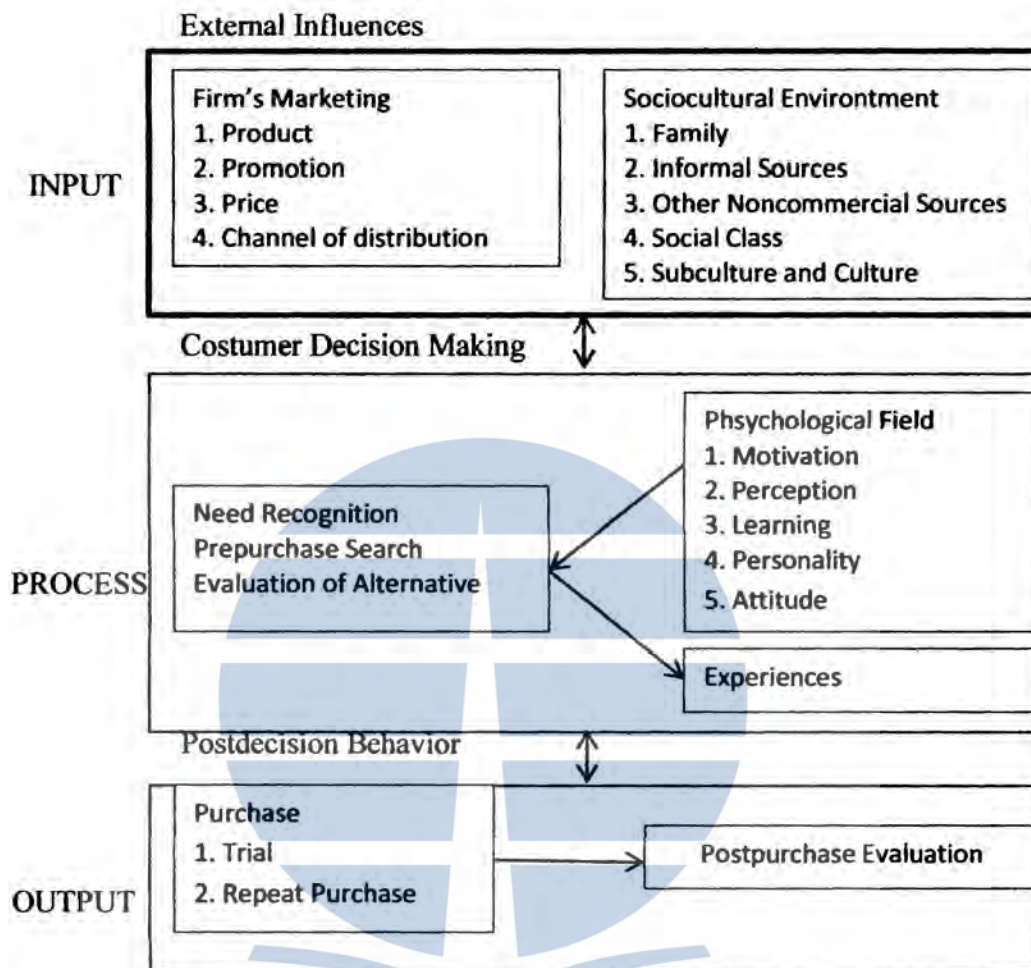 External Influences
INPUT
Firm's Marketing
1. Product
2. Promotion
3. Price
4. Channel of distribution
Sociocultural Environtment
1. Family
2. Informal Sources
3. Other Noncommercial Sources
4. Social Class
5. Subculture and Culture
Costumer Decision Making
PROCESS
Need Recognition
Prepurchase Search
Evaluation of Alternative
Phsychological Field
1. Motivation
2. Perception
3. Learning
4. Personality
5. Attitude
Experiences
Postdecision Behavior
OUTPUT
Purchase
1. Trial
2. Repeat Purchase
Postpurchase Evaluation